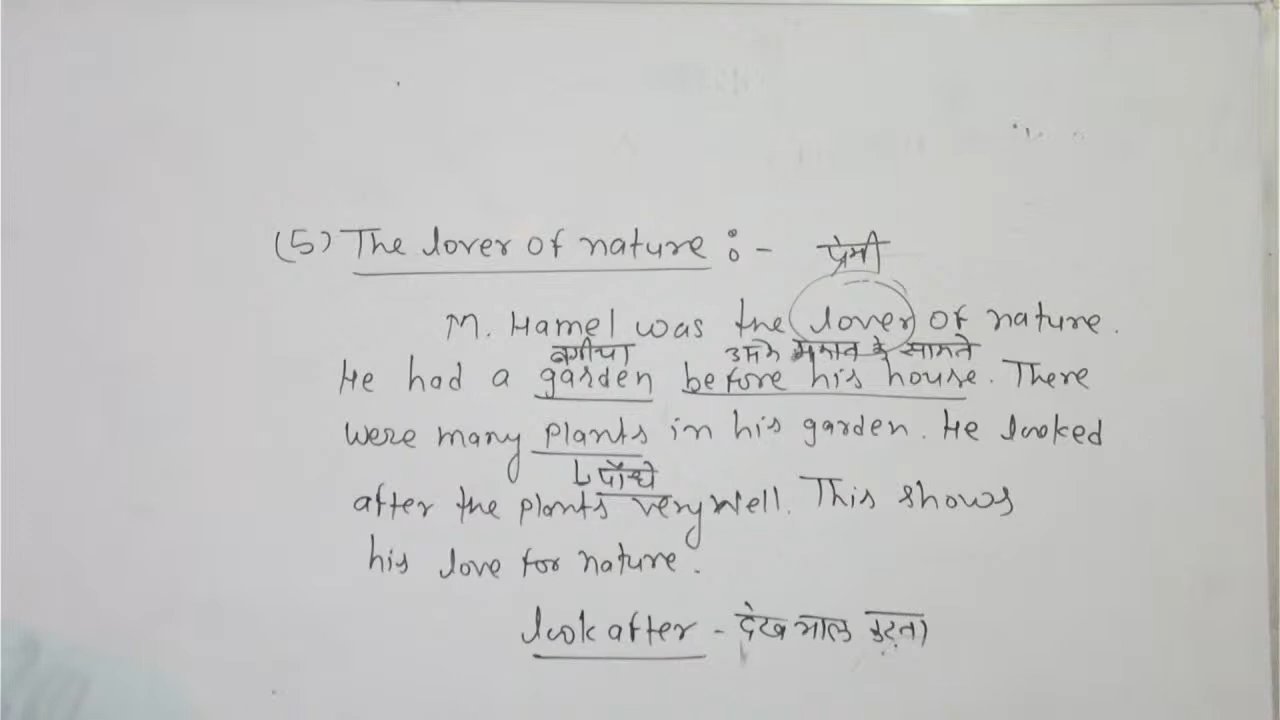 (5) The lover of nature :- प्रेमी
M. Hamel was the lover of nature.
बगीचा उसके मकान के सामने
He had a garden before his house. There
were many plants in his garden. He looked
पौधे
after the plants very well. This shows
his love for nature.
look after - देख भाल करना